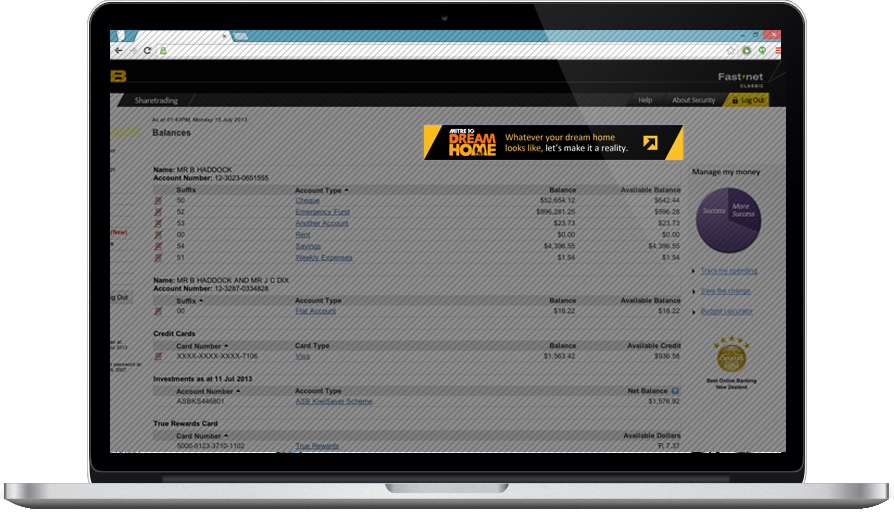 B
Fastnet
CLASSIC
Sharetrading
Help About Security Log Out
As at 01:43PM, Monday 15 July 2013
Balances
MITRE 10
DREAM
HOME
Whatever your dream home
looks like, let's make it a reality.
Manage my money
Success
More
Success
Track my spending
Save the change
Budget calculator
Best Online Banking
New Zealand
(New)
og Out
Name: MR B HADDOCK
Account Number: 12-3023-0651555
Suffix Account Type Balance Available Balance
50 Cheque $52,654.12 $642.44
52 Emergency Fund $996,281.25 $996.28
53 Another Account $23.73 $23.73
00 Rent $0.00 $0.00
54 Savings $4,396.55 $4,396.55
51 Weekly Expenses $1.54 $1.54
Name: MR B HADDOCK AND MR J C DIX
Account Number: 12-3287-0334828
Suffix Account Type Balance Available Balance
00 Flat Account $18.22 $18.22
Credit Cards
Card Number Card Type Balance Available Credit
XXXX-XXXX-XXXX-7106 Visa $1,563.42 $936.58
Investments as at 11 Jul 2013
Account Number Account Type Net Balance
ASBKS446801 ASB KiwiSaver Scheme $1,576.92
True Rewards Card
Card Number Available Dollars
5000-5123-3710-1102 True Rewards 7.37